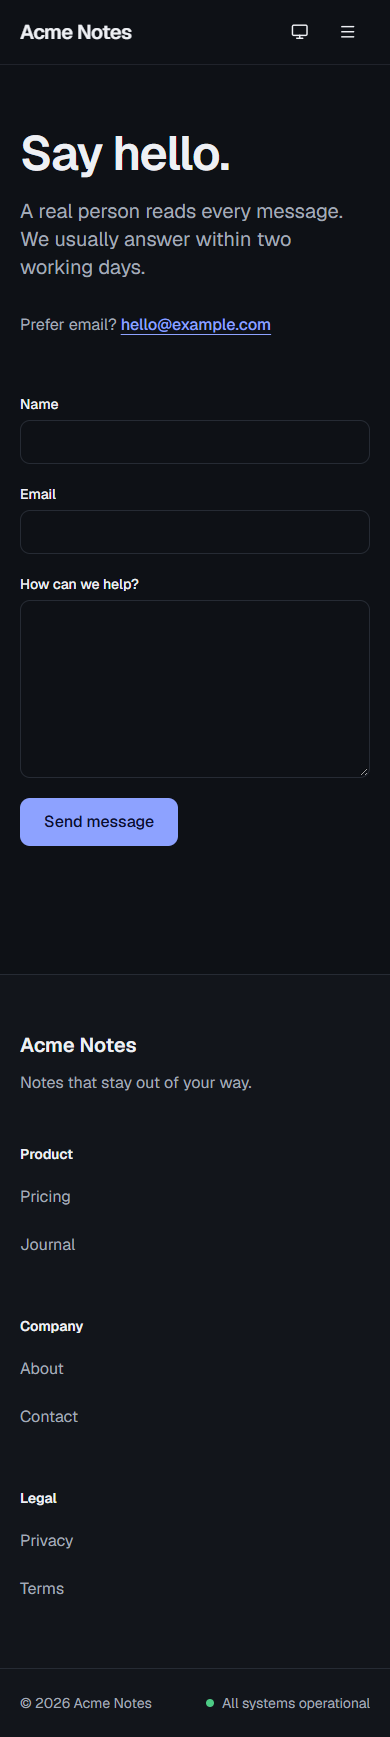 Acme Notes
Say hello.
A real person reads every message.
We usually answer within two
working days.
Prefer email? hello@example.com
Name
Email
How can we help?
Send message
Acme Notes
Notes that stay out of your way.
Product
Pricing
Journal
Company
About
Contact
Legal
Privacy
Terms
© 2026 Acme Notes
All systems operational